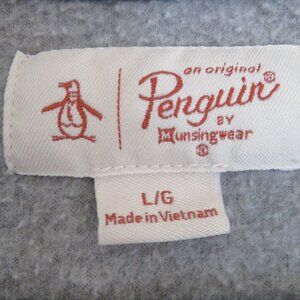 an original
Penguin®
BY
Munsingwear
®
L/G
Made in Vietnam